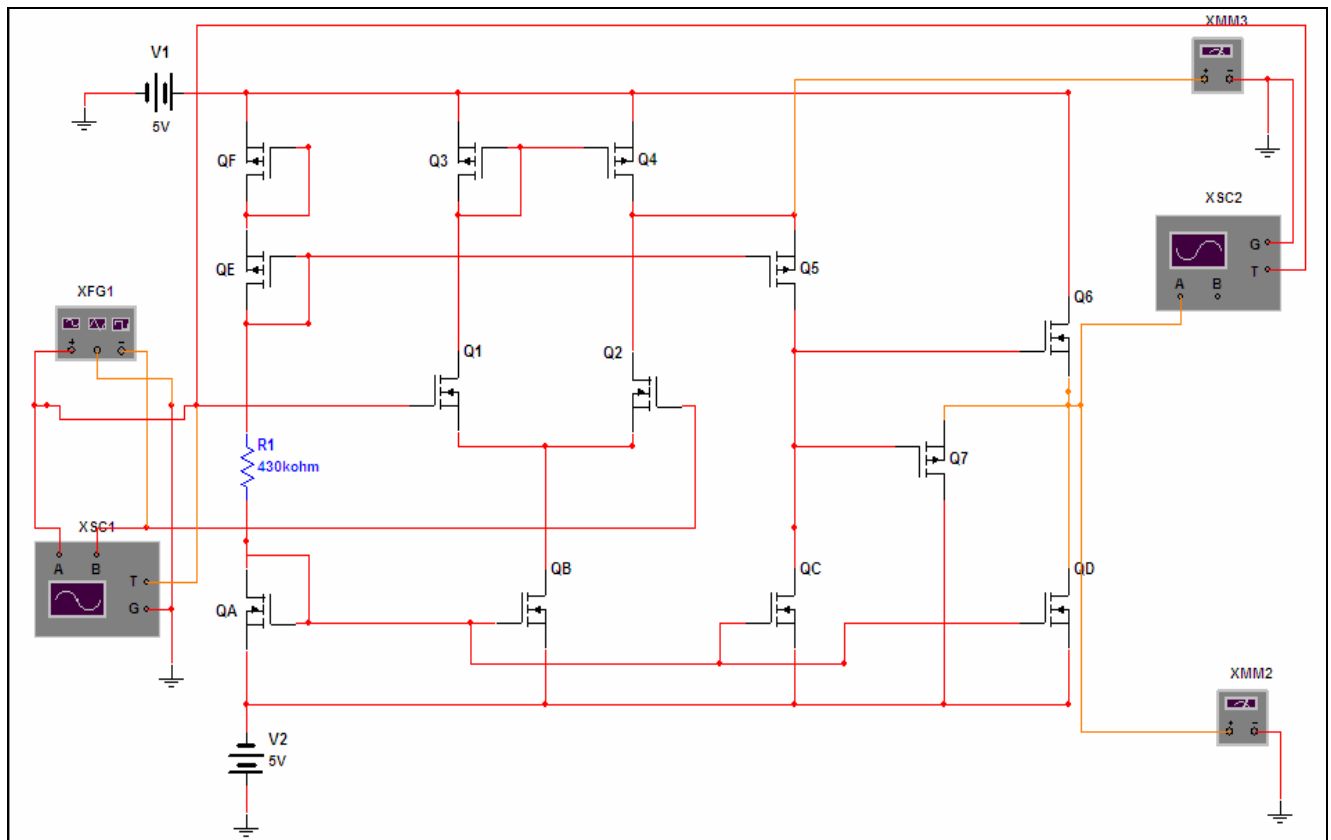 XMM3
+ -
V1
5V
QF
Q3
Q4
XSC2
G
T
A B
QE
Q5
XFG1
+ -
Q6
Q1
Q2
R1
430kohm
Q7
XSC1
A B
T
G
QA
QB
QC
QD
XMM2
+ -
V2
5V